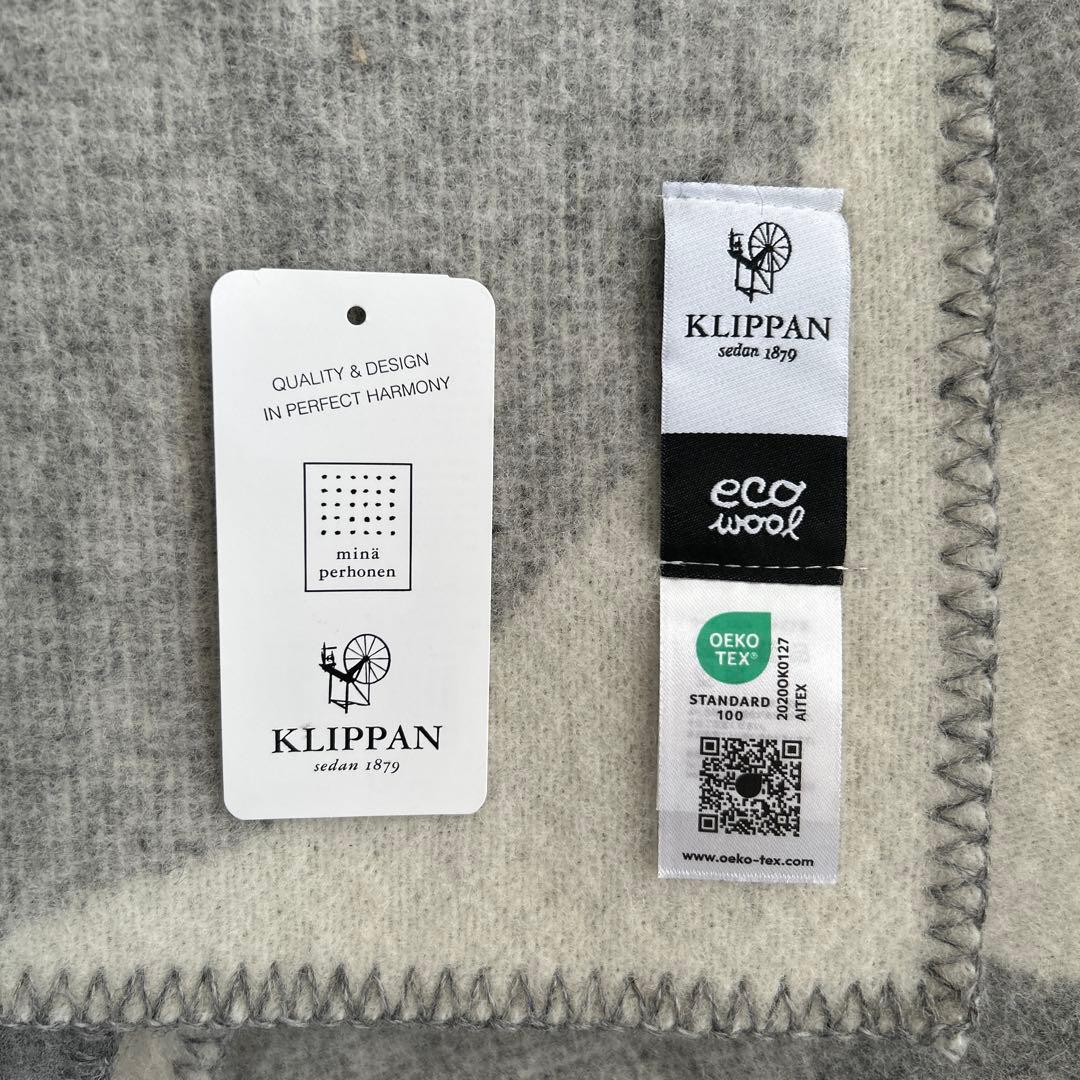 QUALITY & DESIGN
IN PERFECT HARMONY
minä
perhonen
KLIPPAN
sedan 1879
KLIPPAN
sedan 1879
eco
wool
OEKO
TEX®
STANDARD
100
2020OK0127
AITEX
www.oeko-tex.com